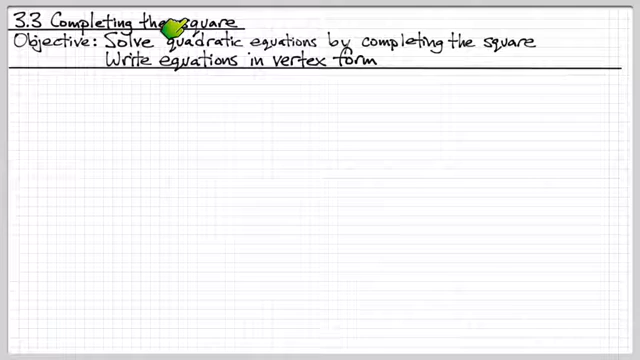 3.3 Completing the square
Objective: Solve quadratic equations by completing the square
Write equations in vertex form